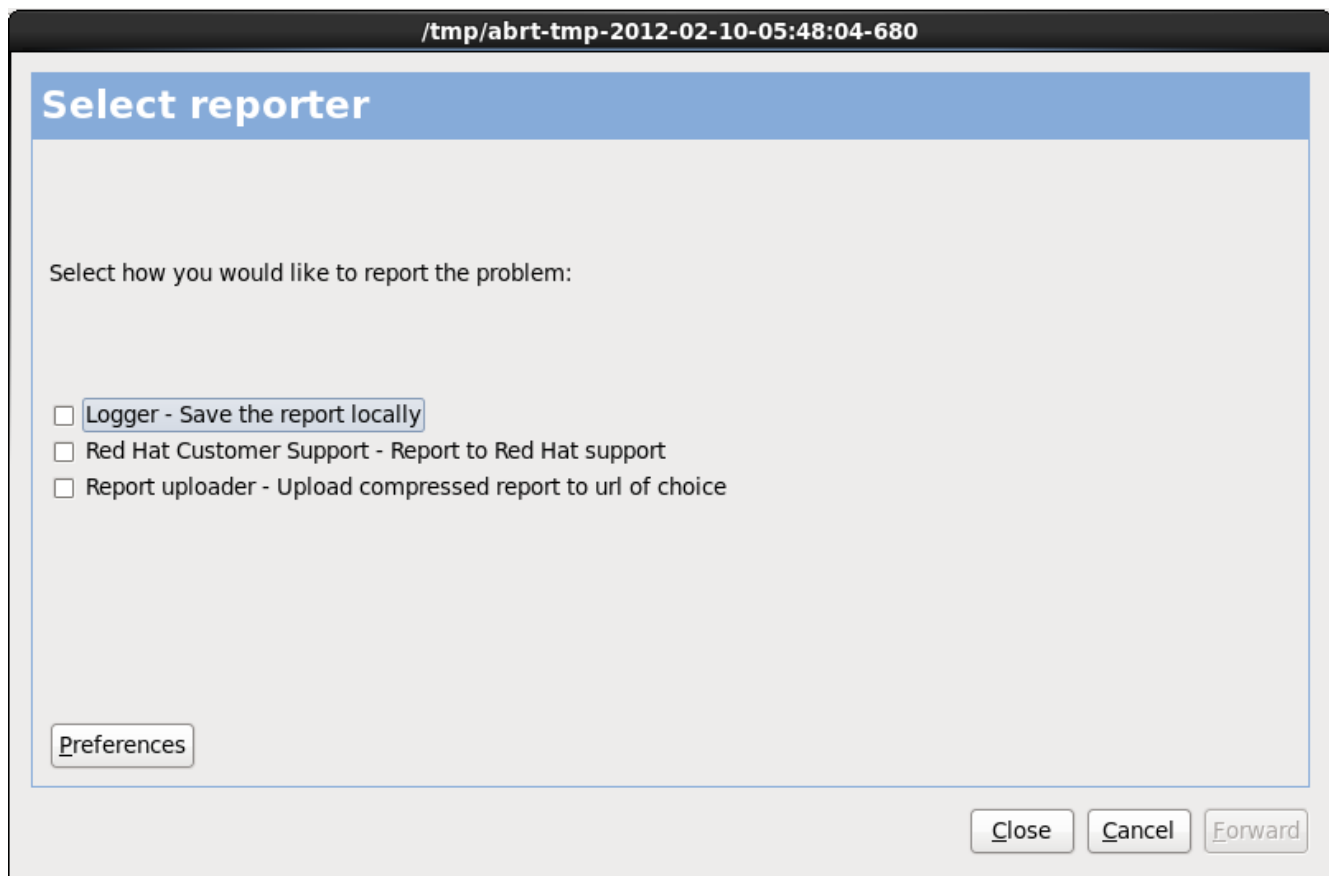 /tmp/abrt-tmp-2012-02-10-05:48:04-680
Select reporter
Select how you would like to report the problem:
Logger - Save the report locally
Red Hat Customer Support - Report to Red Hat support
Report uploader - Upload compressed report to url of choice
Preferences
Close Cancel Forward